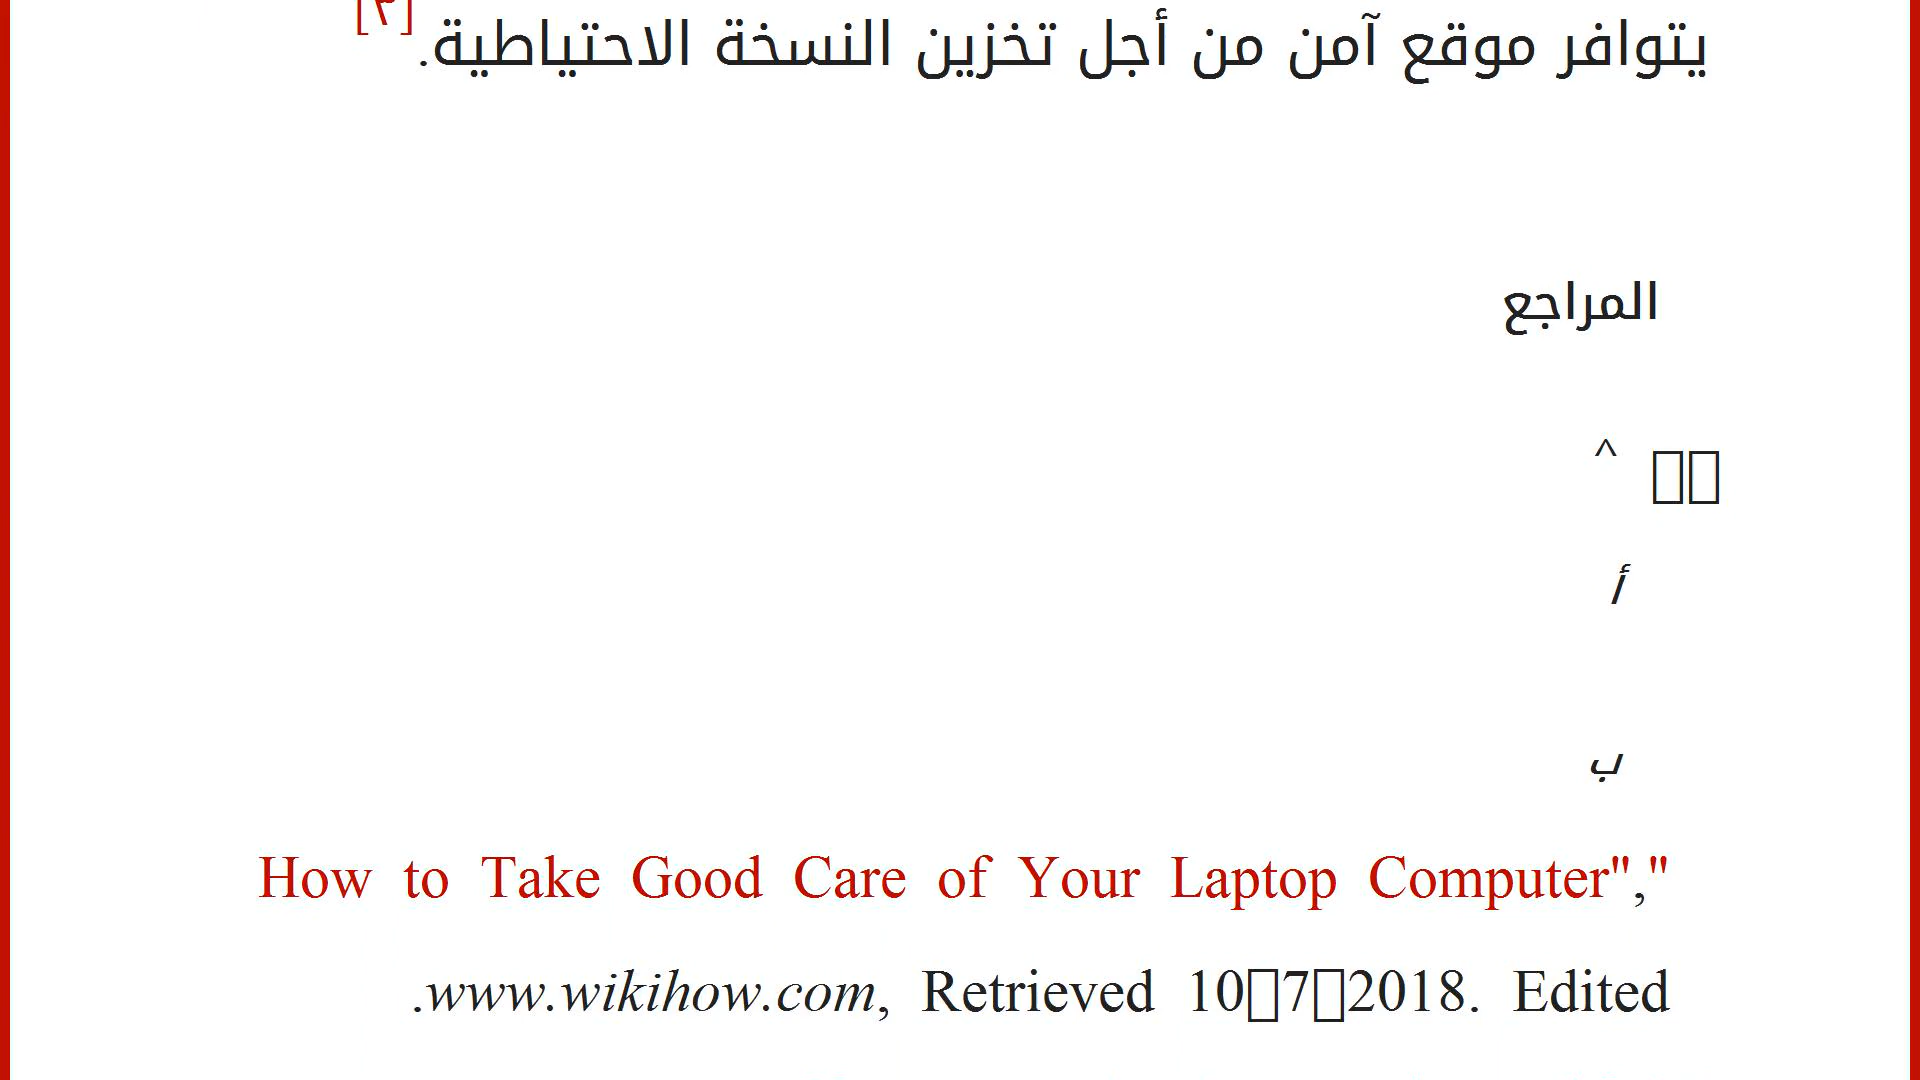 يتوافر موقع آمن من أجل تخزين النسخة الاحتياطية.[٣]
المراجع
^
أ
ب
"How to Take Good Care of Your Laptop Computer",
www.wikihow.com, Retrieved 10-7-2018. Edited.